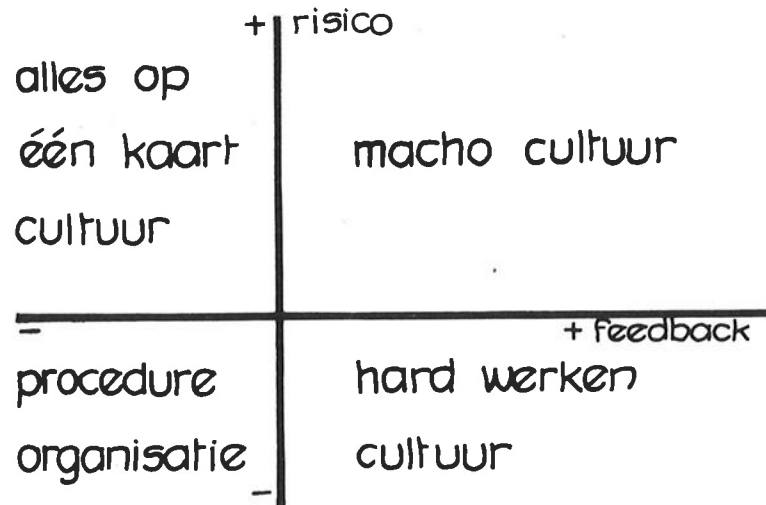 + risico
alles op
één kaart
cultuur
macho cultuur
−
+ feedback
procedure
organisatie
hard werken
cultuur
−